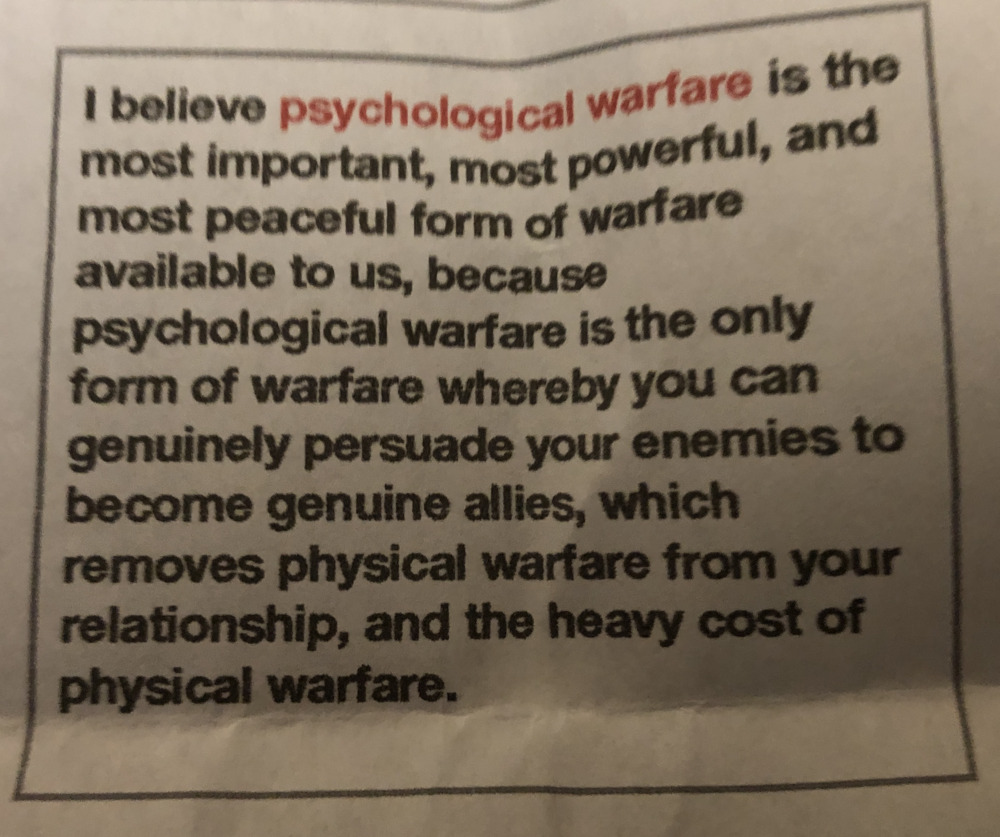 I believe psychological warfare is the
most important, most powerful, and
most peaceful form of warfare
available to us, because
psychological warfare is the only
form of warfare whereby you can
genuinely persuade your enemies to
become genuine allies, which
removes physical warfare from your
relationship, and the heavy cost of
physical warfare.